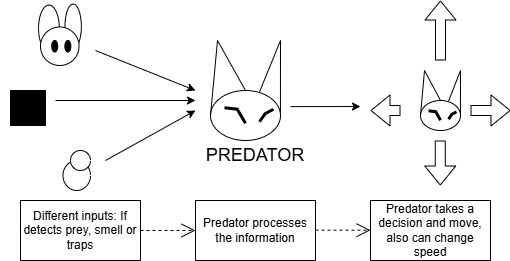 PREDATOR
Different inputs: If
detects prey, smell or
traps
Predator processes
the information
Predator takes a
decision and move,
also can change
speed